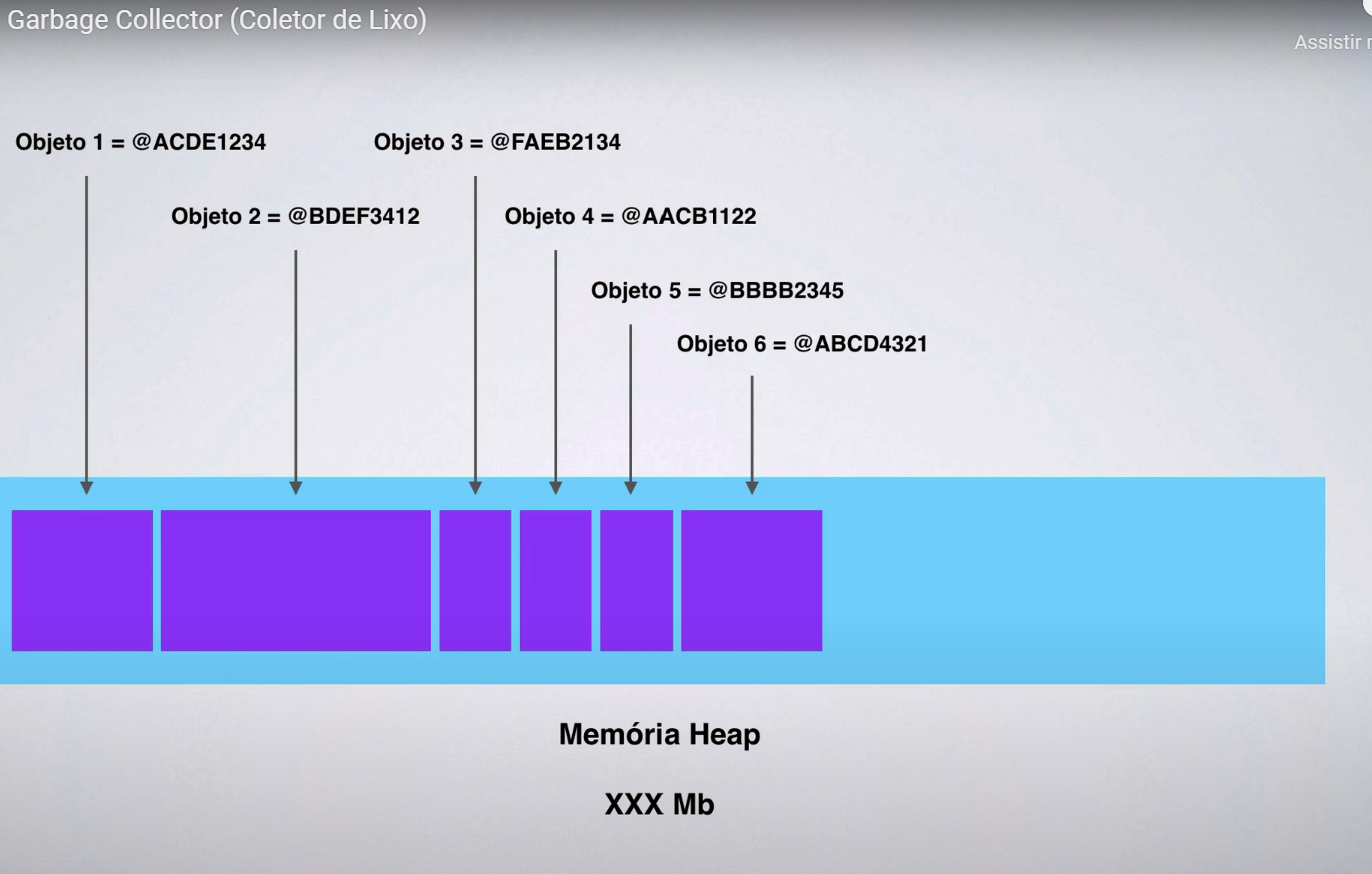 Garbage Collector (Coletor de Lixo)
Assistir
Objeto 1 = @ACDE1234
Objeto 3 = @FAEB2134
Objeto 2 = @BDEF3412
Objeto 4 = @AACB1122
Objeto 5 = @BBBB2345
Objeto 6 = @ABCD4321
Memória Heap
XXX Mb